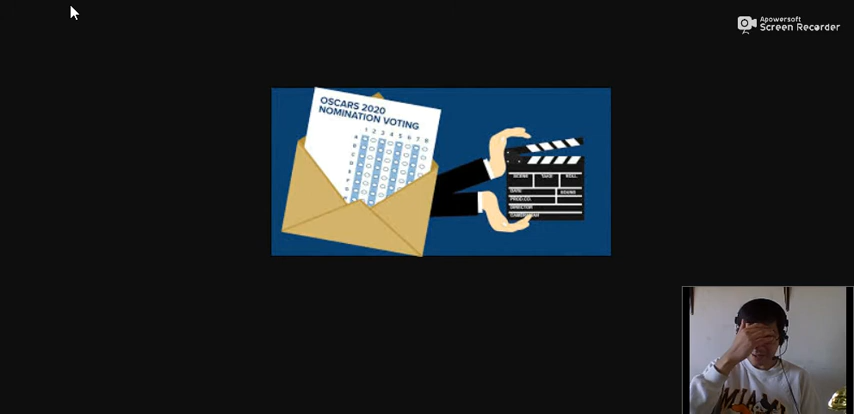 Apowersoft
Screen Recorder
OSCARS 2020
NOMINATION VOTING
1 2 3 4 5 6 7 8
A
B
C
D
E
F
G
SCENE TAKE ROLL
DATE SOUND
PROD.CO.
DIRECTOR
CAMERAMAN
MIAMI